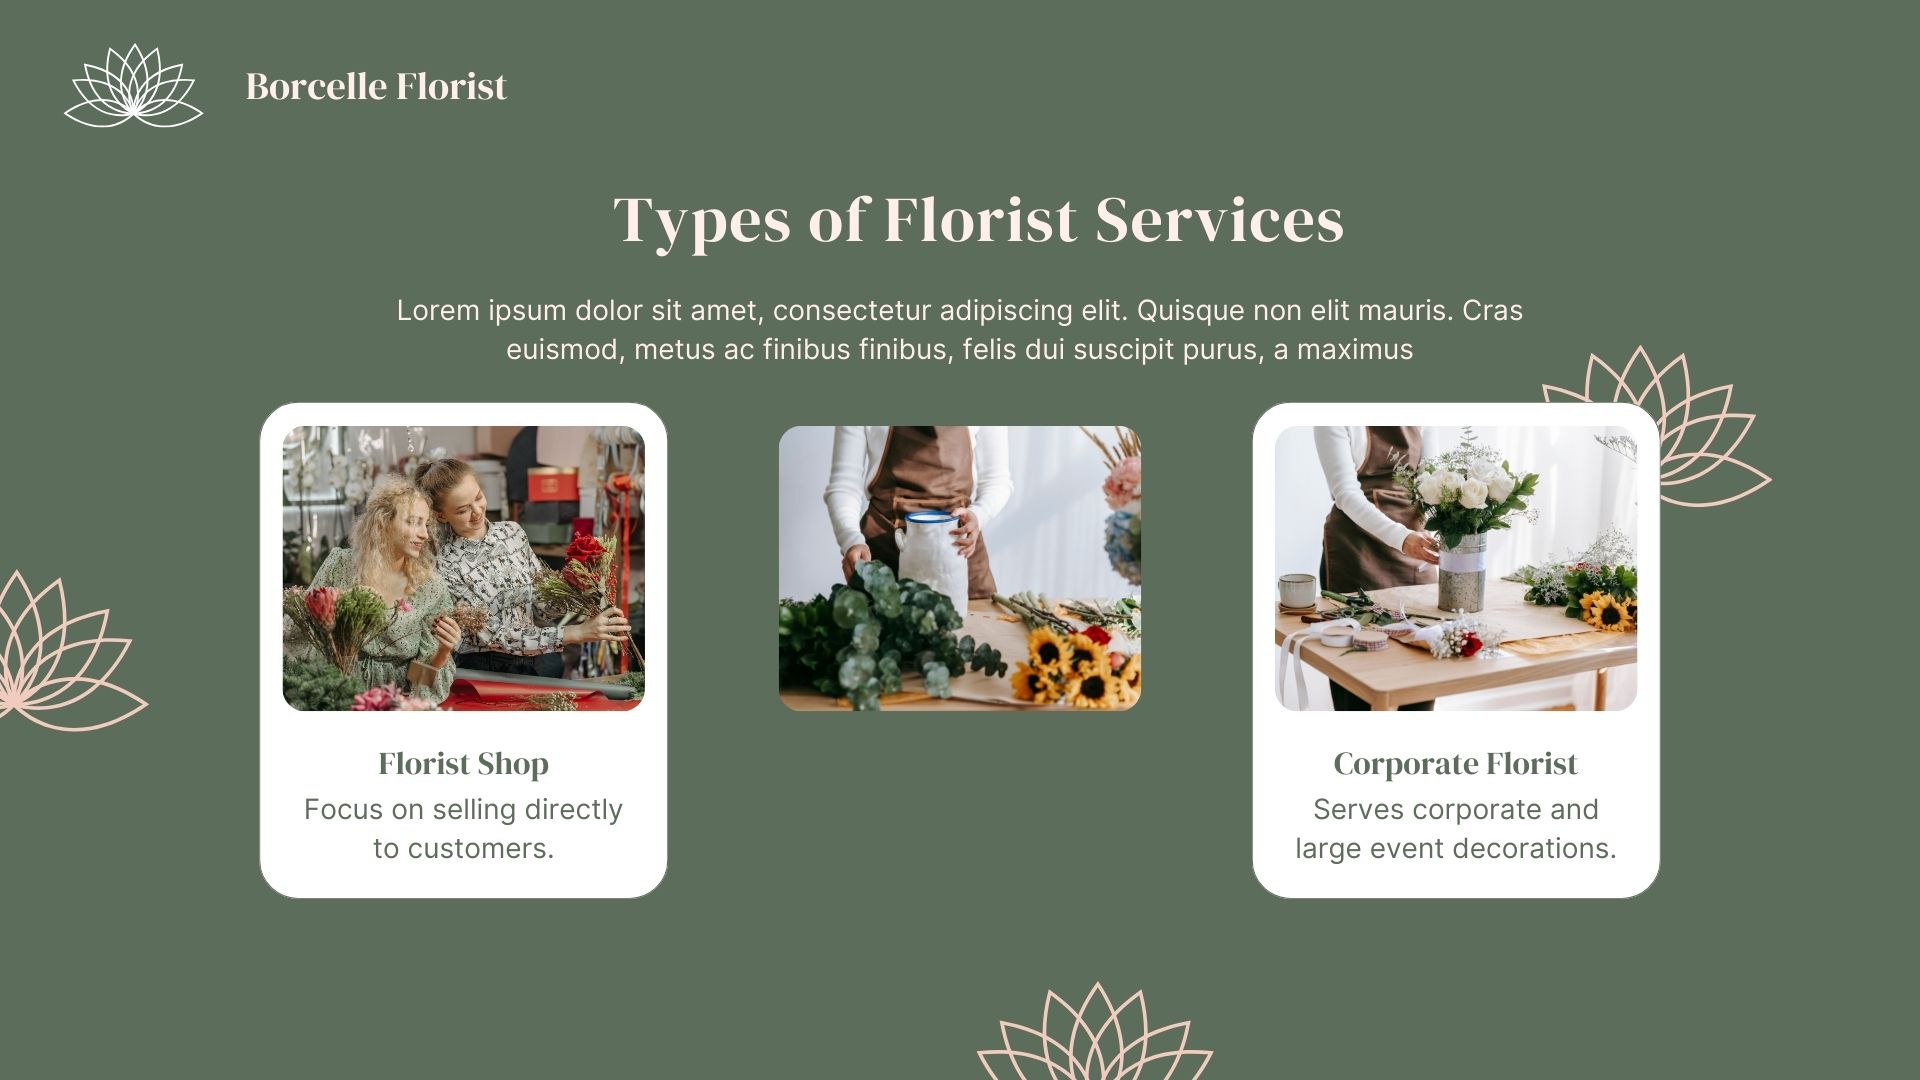 Borcelle Florist
Types of Florist Services
Lorem ipsum dolor sit amet, consectetur adipiscing elit. Quisque non elit mauris. Cras
euismod, metus ac finibus finibus, felis dui suscipit purus, a maximus
Florist Shop
Focus on selling directly
to customers.
Corporate Florist
Serves corporate and
large event decorations.